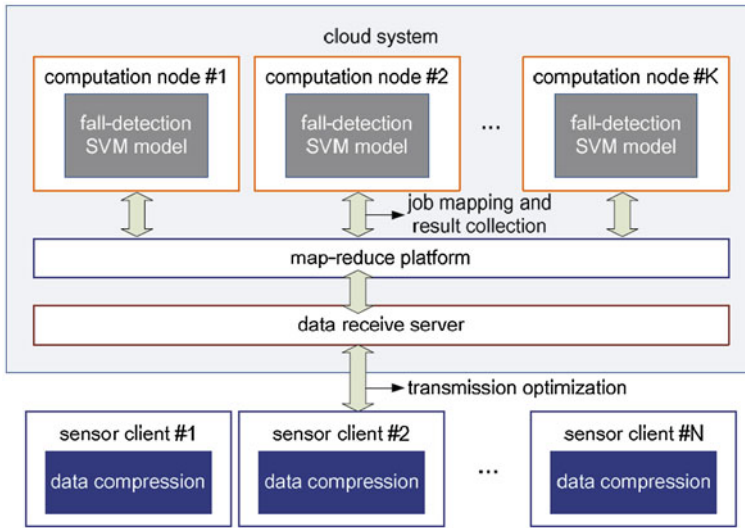 cloud system
computation node #1
fall-detection
SVM model
computation node #2
fall-detection
SVM model
...
computation node #K
fall-detection
SVM model
job mapping and
result collection
map-reduce platform
data receive server
transmission optimization
sensor client #1
data compression
sensor client #2
data compression
...
sensor client #N
data compression